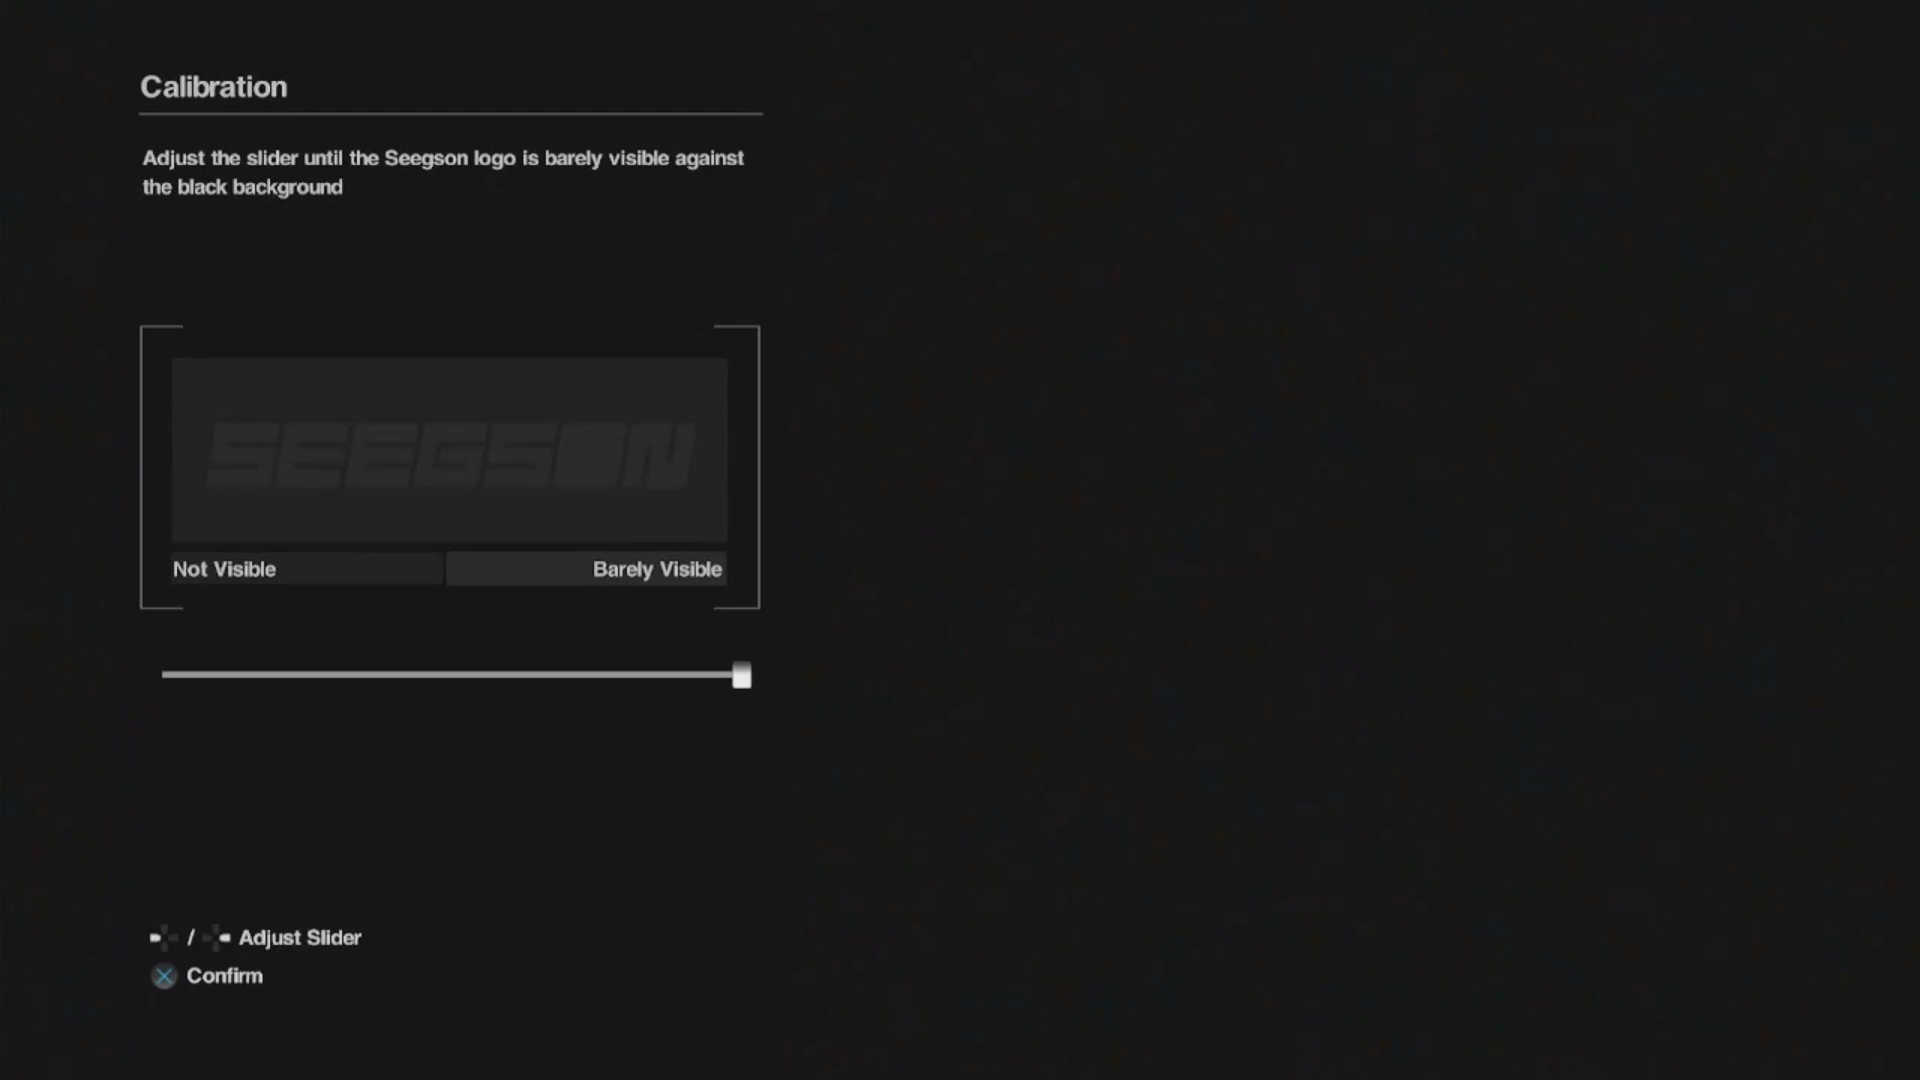 Calibration
Adjust the slider until the Seegson logo is barely visible against
the black background
SEEGSON
Not Visible
Barely Visible
/ Adjust Slider
Confirm